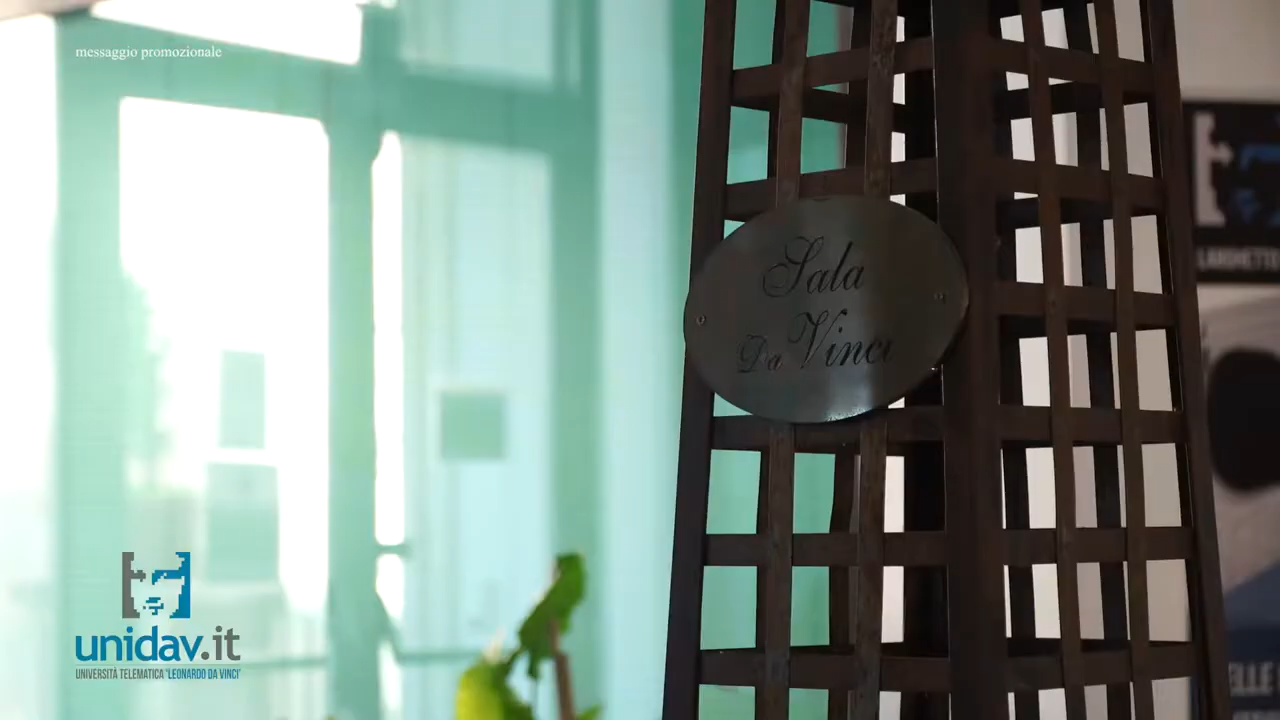 messaggio promozionale
Sala
Da Vinci
unidav.it
UNIVERSITÀ TELEMATICA "LEONARDO DA VINCI"